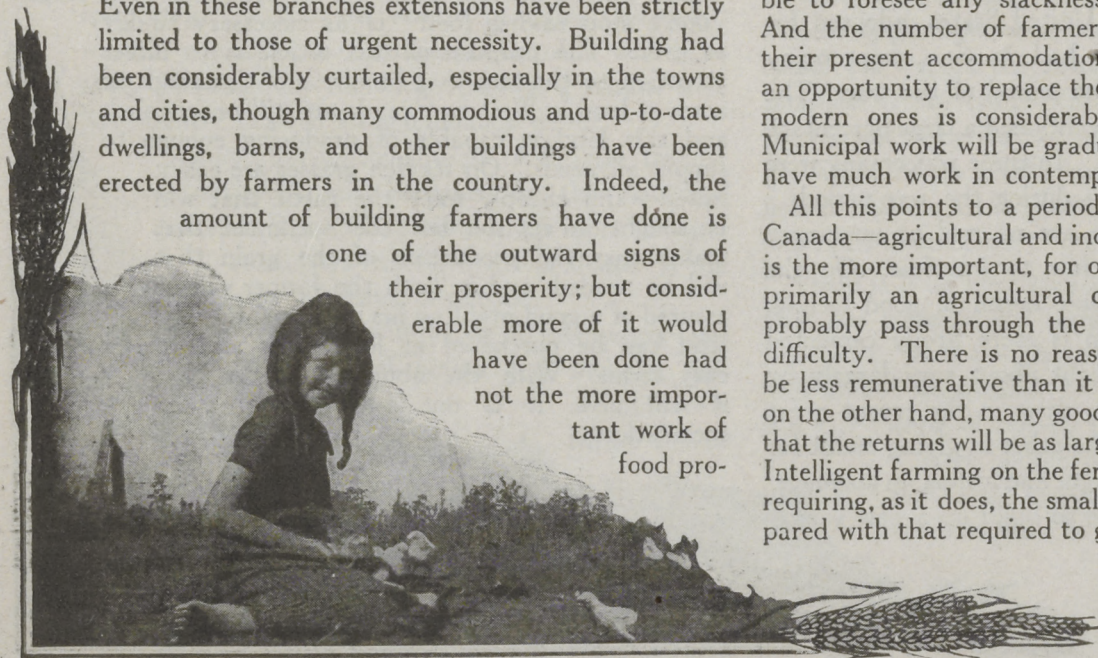 Even in these branches extensions have been strictly
limited to those of urgent necessity. Building had
been considerably curtailed, especially in the towns
and cities, though many commodious and up-to-date
dwellings, barns, and other buildings have been
erected by farmers in the country. Indeed, the
amount of building farmers have done is
one of the outward signs of
their prosperity; but consid-
erable more of it would
have been done had
not the more impor-
tant work of
food pro-
ble to foresee any slackness
And the number of farmer
their present accommodatio
an opportunity to replace the
modern ones is considerab
Municipal work will be grad
have much work in contemp
All this points to a period
Canada—agricultural and ind
is the more important, for
primarily an agricultural
probably pass through the
difficulty. There is no reas
be less remunerative than it
on the other hand, many good
that the returns will be as larg
Intelligent farming on the fer
requiring, as it does, the smal
pared with that required to